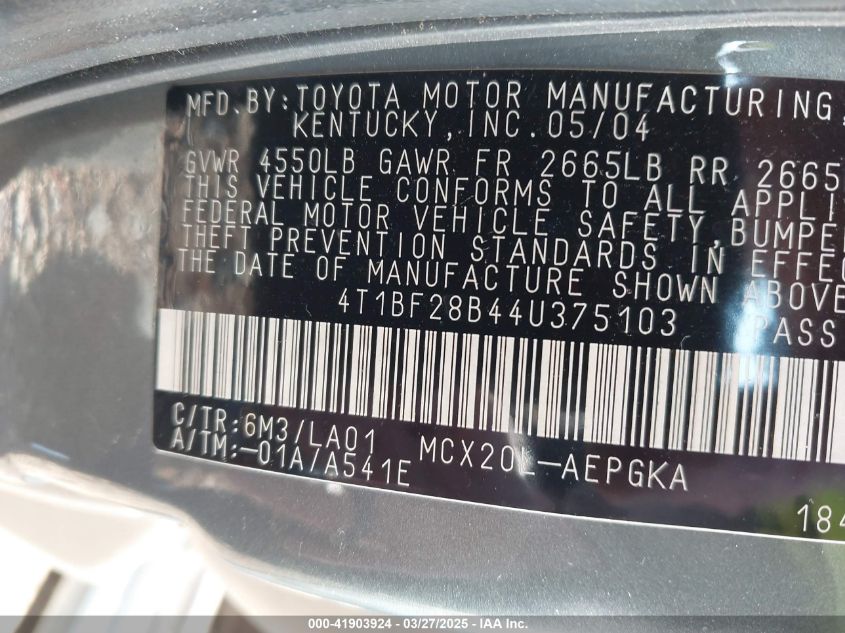 MFD. BY: TOYOTA MOTOR MANUFACTURING,
KENTUCKY, INC. 05/04
GVWR 4550LB GAWR FR 2665LB RR 2665
THIS VEHICLE CONFORMS TO ALL APPLI
FEDERAL MOTOR VEHICLE SAFETY, BUMPE
THEFT PREVENTION STANDARDS IN EFFEC
THE DATE OF MANUFACTURE SHOWN ABOVE
4T1BF28B44U375103 PASS
C/TR: 6M3/LA01 MCX20L-AEPGKA
A/TM:-01A/A541E
184
000-41903924 - 03/27/2025 - IAA Inc.